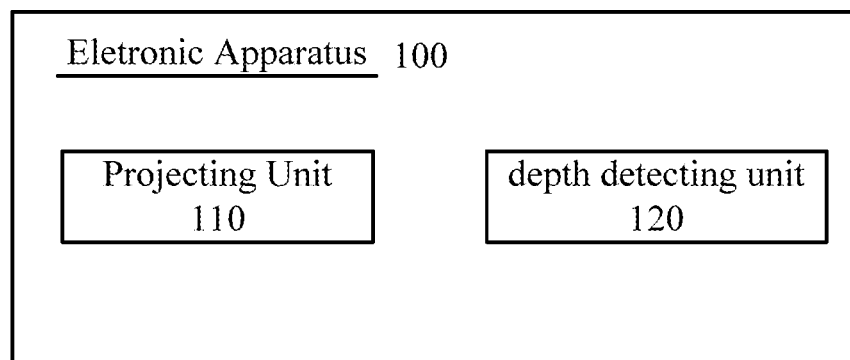 Eletronic Apparatus 100
Projecting Unit
110
depth detecting unit
120